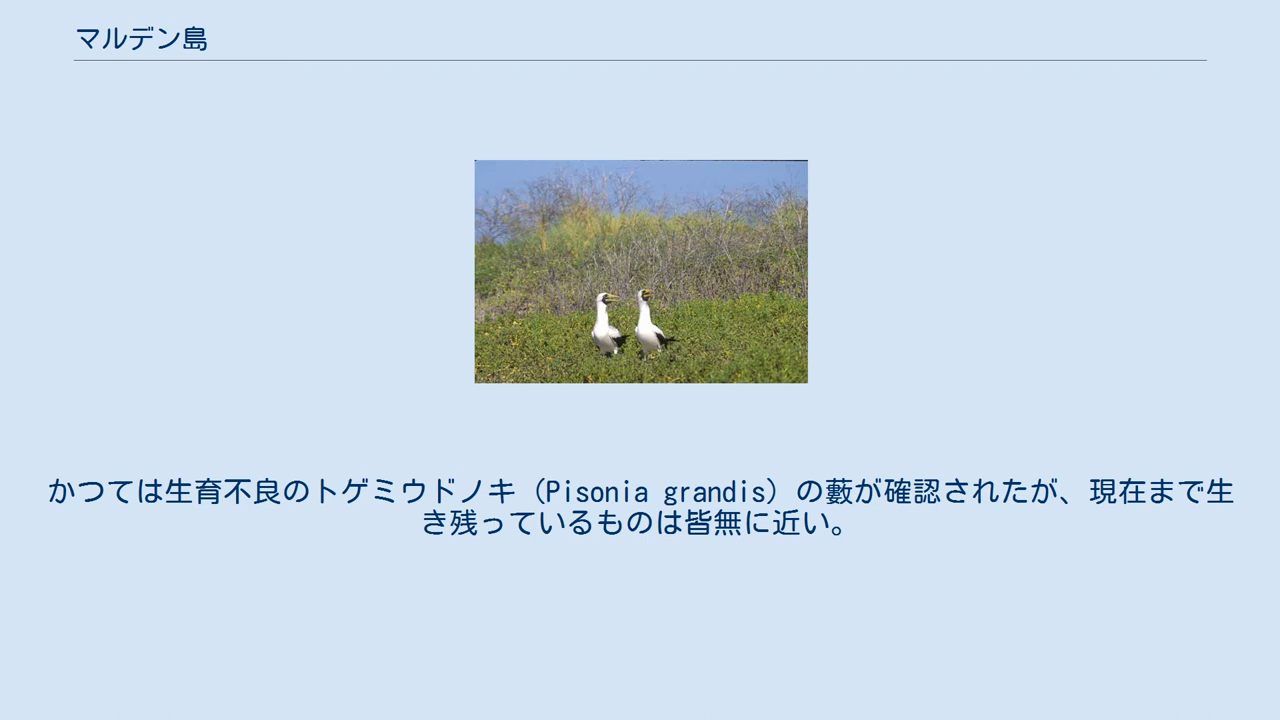 マルデン島
かつては生育不良のトゲミウドノキ（Pisonia grandis）の藪が確認されたが、現在まで生
き残っているものは皆無に近い。